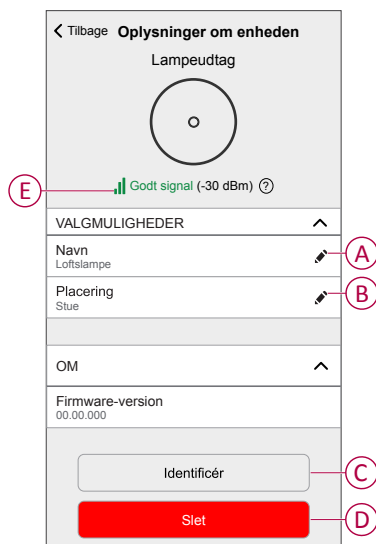 Tilbage Oplysninger om enheden
Lampeudtag
E
Godt signal (-30 dBm) ?
VALGMULIGHEDER
Navn
Loftslampe
A
Placering
Stue
B
OM
Firmware-version
00.00.000
Identificér
C
Slet
D